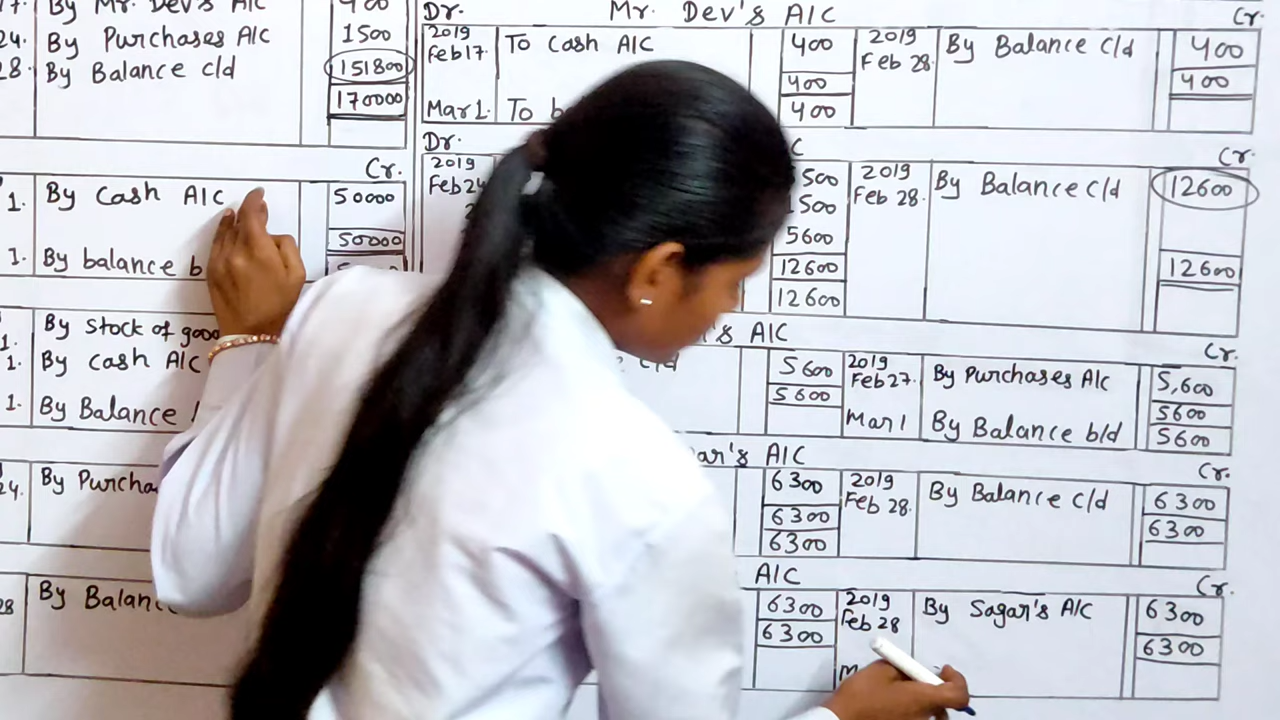 17. By Mr. Dev's A/C 400
24. By Purchases A/C 1500
28. By Balance c/d 151800
170000
Cr.
1. By Cash A/C 50000
50000
1. By balance
1. By Stock of goo
1. By cash A/C
1. By Balance
24. By Purcha
28 By Balanc
Dr. Mr. Dev's A/C Cr.
2019 2019
Feb 17 To Cash A/C 400 Feb 28. By Balance c/d 400
400 400
Mar 1. To 400
Dr. Cr.
2019 500 2019
Feb 24 1500 Feb 28. By Balance c/d 12600
5600
12600 12600
12600
's A/C Cr.
c/d 5600 2019
Feb 27. By Purchases A/C 5,600
5600 5600
Mar 1 By Balance b/d 5600
ar's A/C Cr.
6300 2019
Feb 28. By Balance c/d 6300
6300 6300
6300
A/C Cr.
6300 2019
Feb 28 By Sagar's A/C 6300
6300 6300